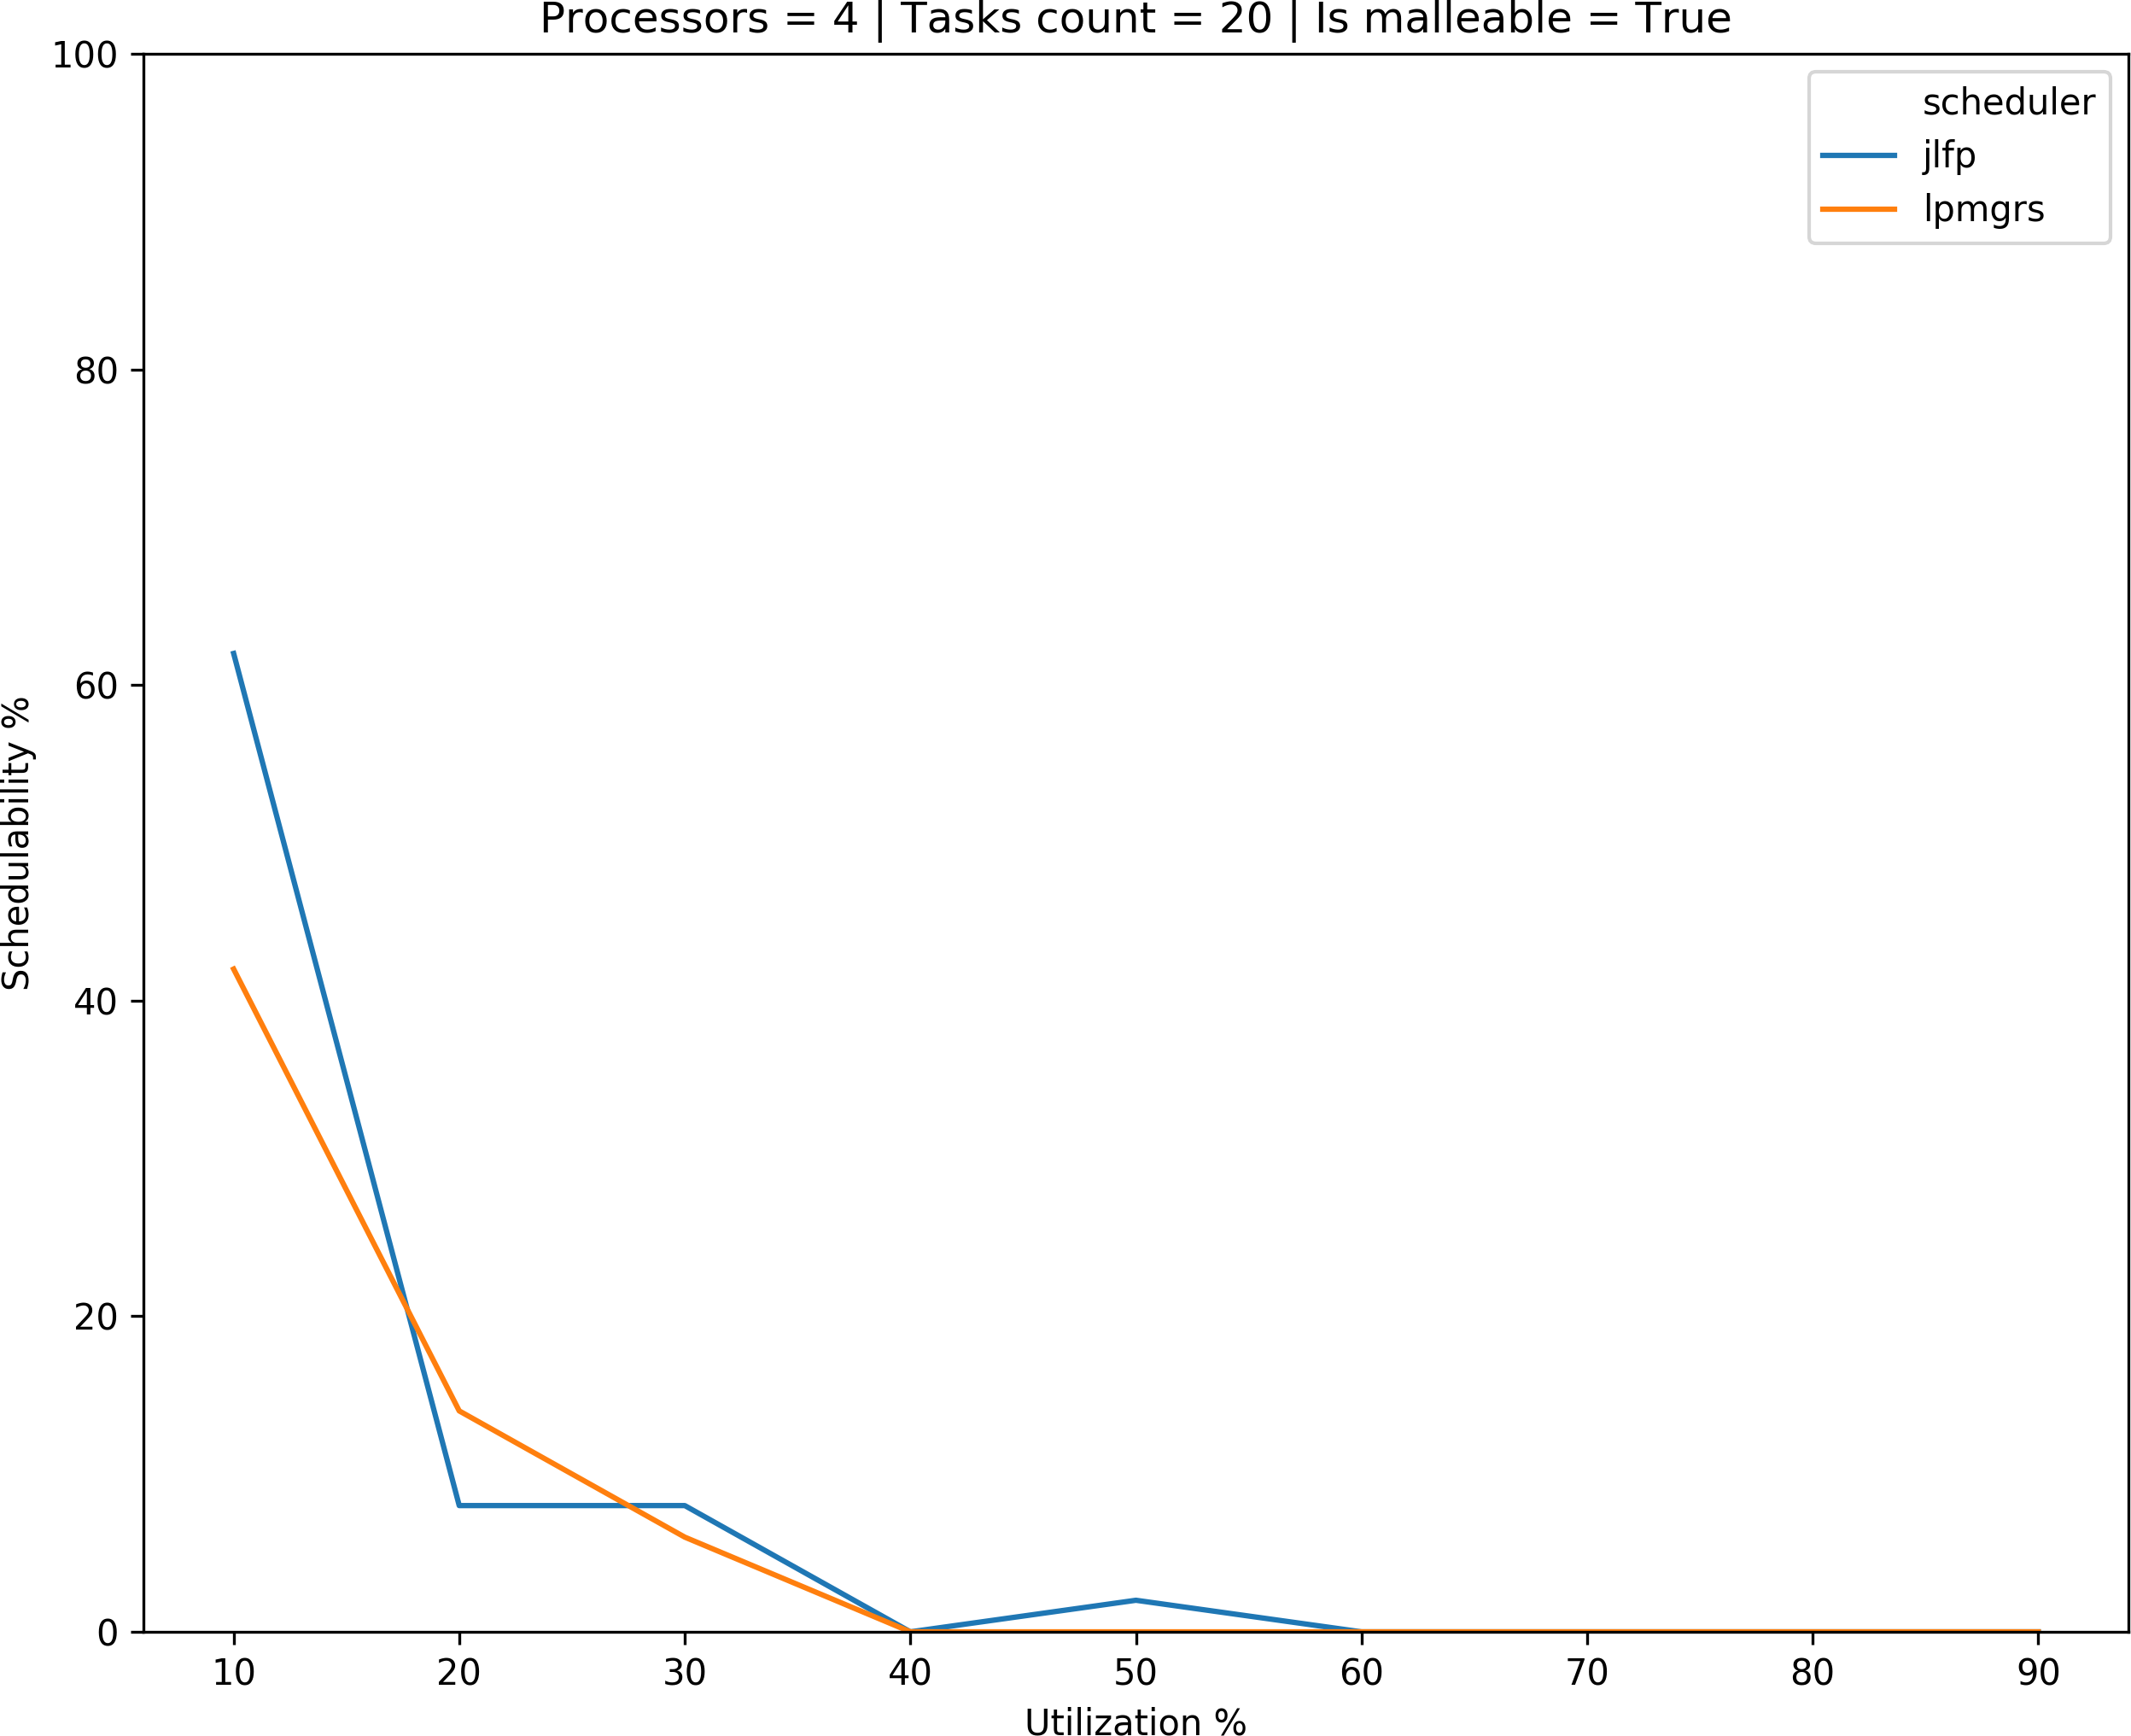 Processors = 4 | Tasks count = 20 | Is malleable = True
100
80
60
40
20
0
Schedulability %
scheduler
jlfp
lpmgrs
10 20 30 40 50 60 70 80 90
Utilization %